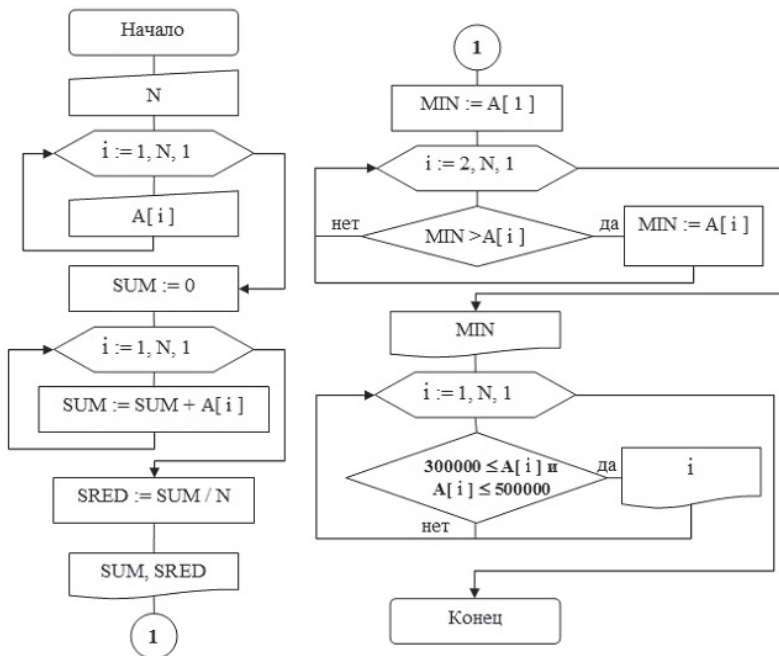 Начало
N
i := 1, N, 1
A[ i ]
SUM := 0
i := 1, N, 1
SUM := SUM + A[ i ]
SRED := SUM / N
SUM, SRED
1
1
MIN := A[ 1 ]
i := 2, N, 1
нет
MIN >A[ i ]
да
MIN := A[ i ]
MIN
i := 1, N, 1
300000 ≤ A[ i ] и
A[ i ] ≤ 500000
да
i
нет
Конец